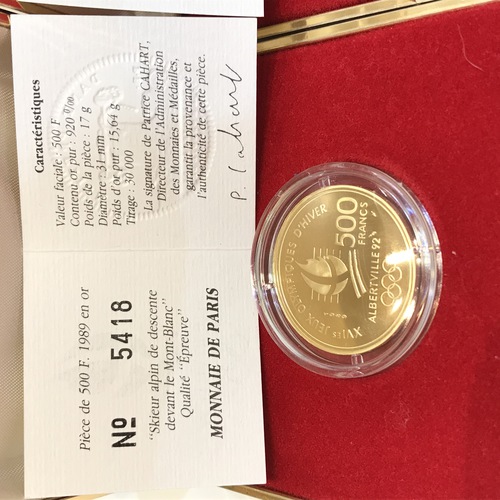 Caractéristiques
Valeur faciale : 500 F
Contenu or pur : 920 ⁰/₀₀
Poids de la pièce : 17 g
Diamètre : 31 mm
Poids d'or pur : 15,64 g
Tirage : 30 000
La signature de Patrice CAHART,
Directeur de l'Administration
des Monnaies et Médailles,
garantit la provenance et
l'authenticité de cette pièce.
P. Cahart
Pièce de 500 F. 1989 en or
Nº 5418
"Skieur alpin de descente
devant le Mont-Blanc"
Qualité "Épreuve"
MONNAIE DE PARIS
XVIes JEUX OLYMPIQUES D'HIVER
500
FRANCS
ALBERTVILLE 92